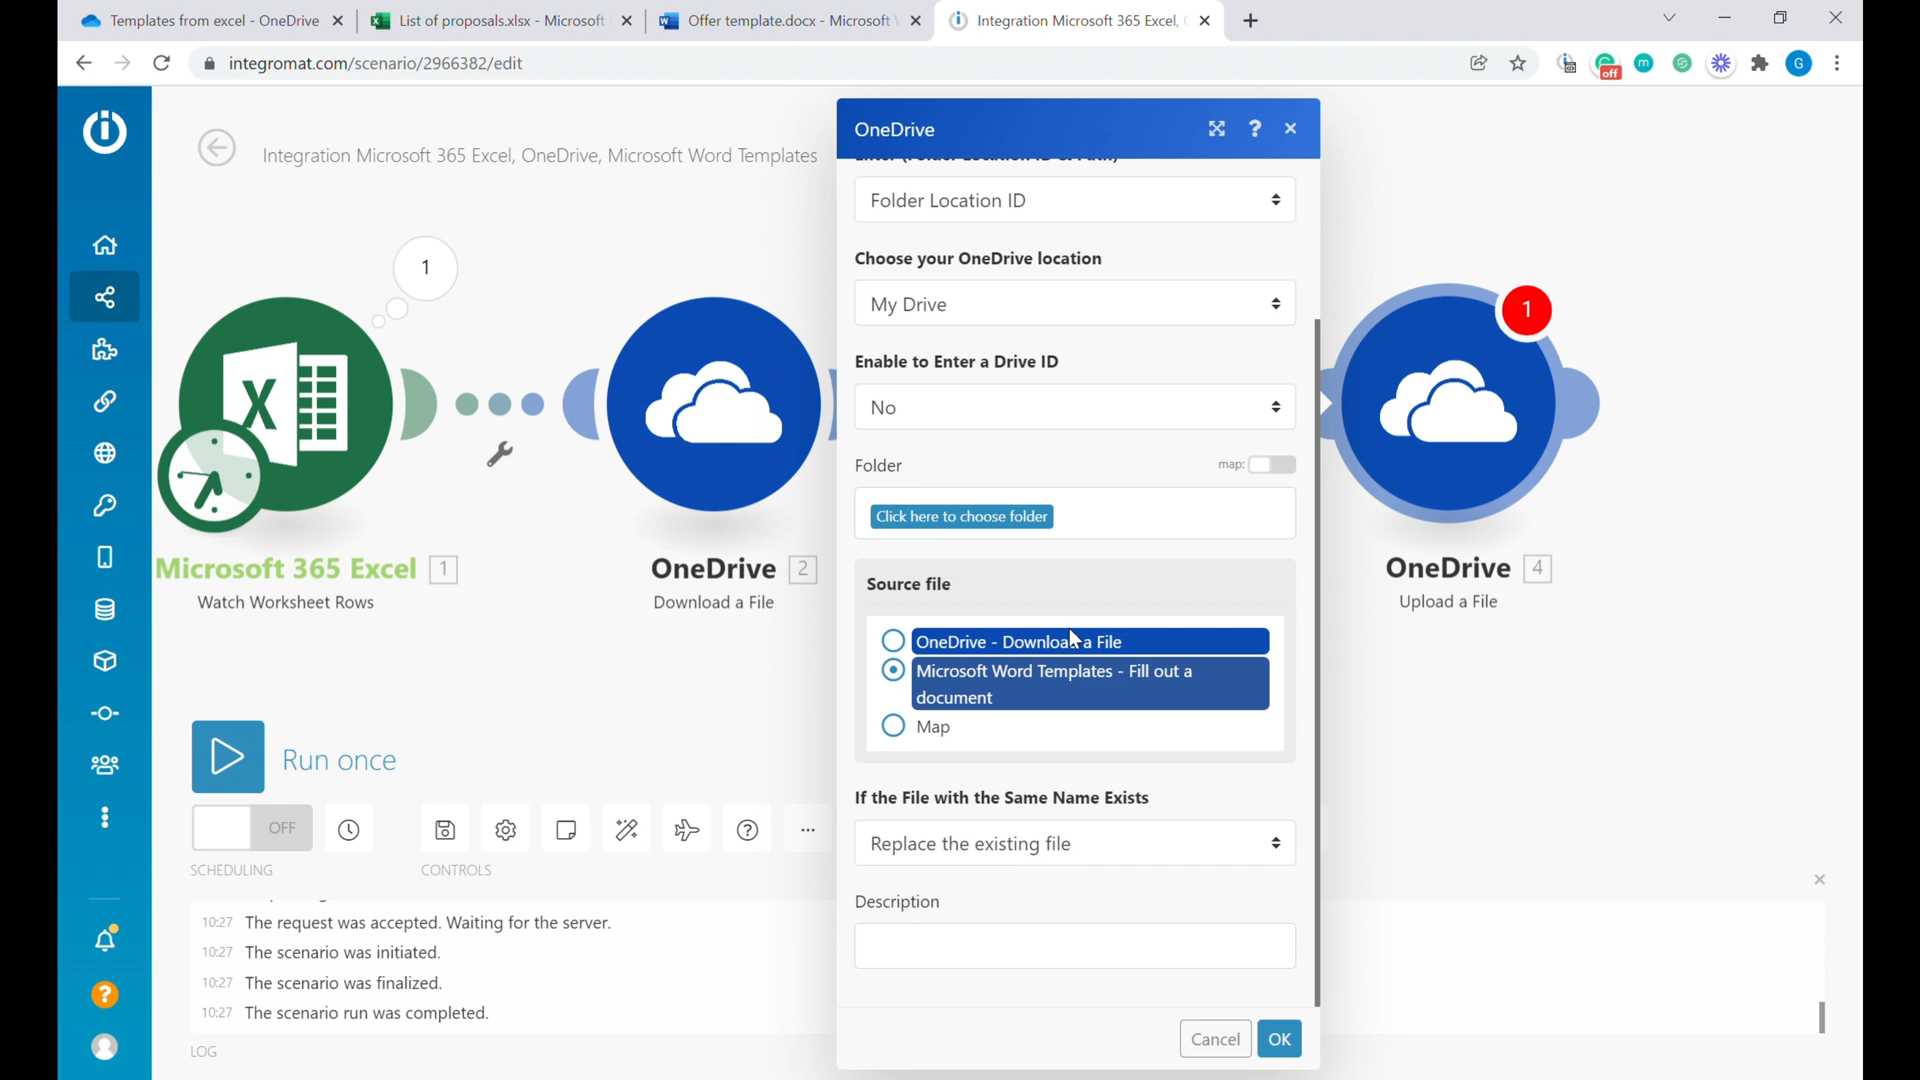 Templates from excel - OneDrive
List of proposals.xlsx - Microsoft
Offer template.docx - Microsoft
Integration Microsoft 365 Excel,
integromat.com/scenario/2966382/edit
off
m
G
Integration Microsoft 365 Excel, OneDrive, Microsoft Word Templates
1
X
Microsoft 365 Excel 1
Watch Worksheet Rows
OneDrive 2
Download a File
OneDrive
?
Folder Location ID
Choose your OneDrive location
My Drive
Enable to Enter a Drive ID
No
Folder
map:
Click here to choose folder
Source file
OneDrive - Download a File
Microsoft Word Templates - Fill out a
document
Map
If the File with the Same Name Exists
Replace the existing file
Description
Cancel
OK
1
OneDrive 4
Upload a File
Run once
OFF
SCHEDULING
CONTROLS
10:27 The request was accepted. Waiting for the server.
10:27 The scenario was initiated.
10:27 The scenario was finalized.
10:27 The scenario run was completed.
LOG